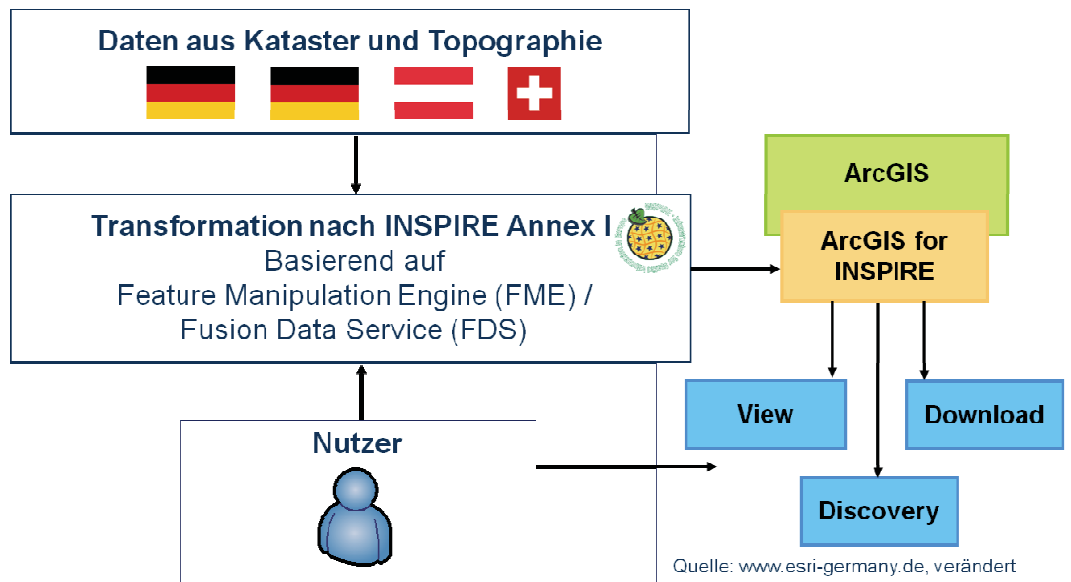 Daten aus Kataster und Topographie
Transformation nach INSPIRE Annex I
Basierend auf
Feature Manipulation Engine (FME) /
Fusion Data Service (FDS)
Nutzer
ArcGIS
ArcGIS for
INSPIRE
View
Download
Discovery
Quelle: www.esri-germany.de, verändert